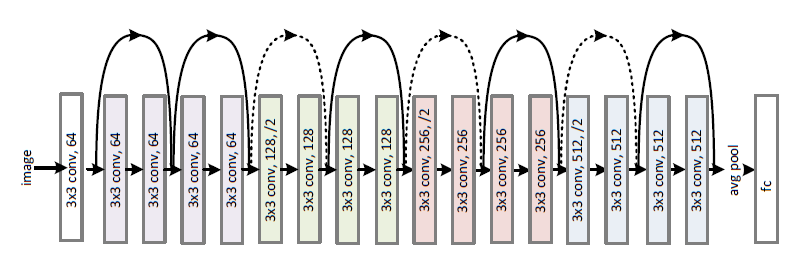 image
3x3 conv, 64
3x3 conv, 64
3x3 conv, 64
3x3 conv, 64
3x3 conv, 64
3x3 conv, 128, /2
3x3 conv, 128
3x3 conv, 128
3x3 conv, 128
3x3 conv, 256, /2
3x3 conv, 256
3x3 conv, 256
3x3 conv, 256
3x3 conv, 512, /2
3x3 conv, 512
3x3 conv, 512
3x3 conv, 512
avg pool
fc